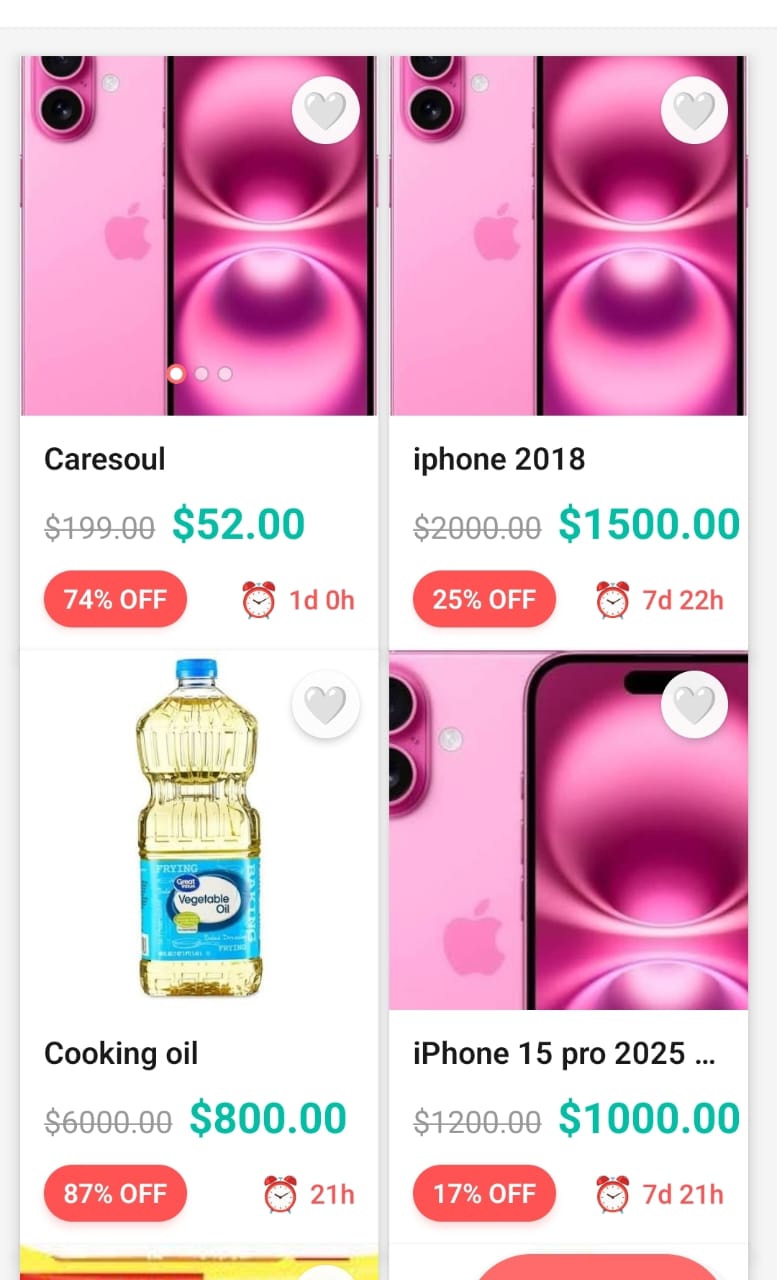 Caresoul
$199.00 $52.00
74% OFF
1d 0h
iphone 2018
$2000.00 $1500.00
25% OFF
7d 22h
FRYING
Great Value
Vegetable
Oil
FRYING
BAKING
Cooking oil
$6000.00 $800.00
87% OFF
21h
iPhone 15 pro 2025 ...
$1200.00 $1000.00
17% OFF
7d 21h